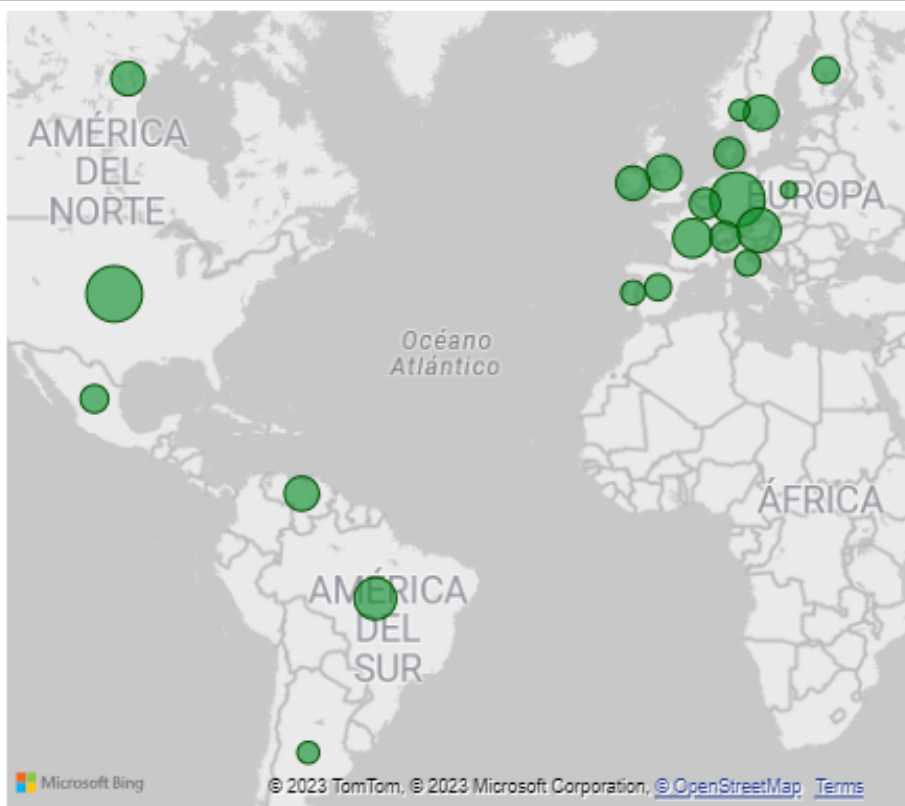 AMÉRICA
DEL
NORTE
EUROPA
Océano
Atlántico
ÁFRICA
AMÉRICA
DEL
SUR
Microsoft Bing
© 2023 TomTom, © 2023 Microsoft Corporation, © OpenStreetMap Terms